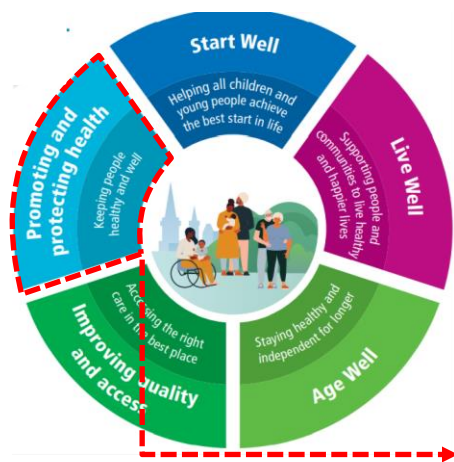 Start Well
Helping all children and
young people achieve
the best start in life
Live Well
Supporting people and
communities to live healthy
and happier lives
Age Well
Staying healthy and
independent for longer
Improving quality
and access
Accessing the right
care in the best place
Promoting and
protecting health
Keeping people
healthy and well